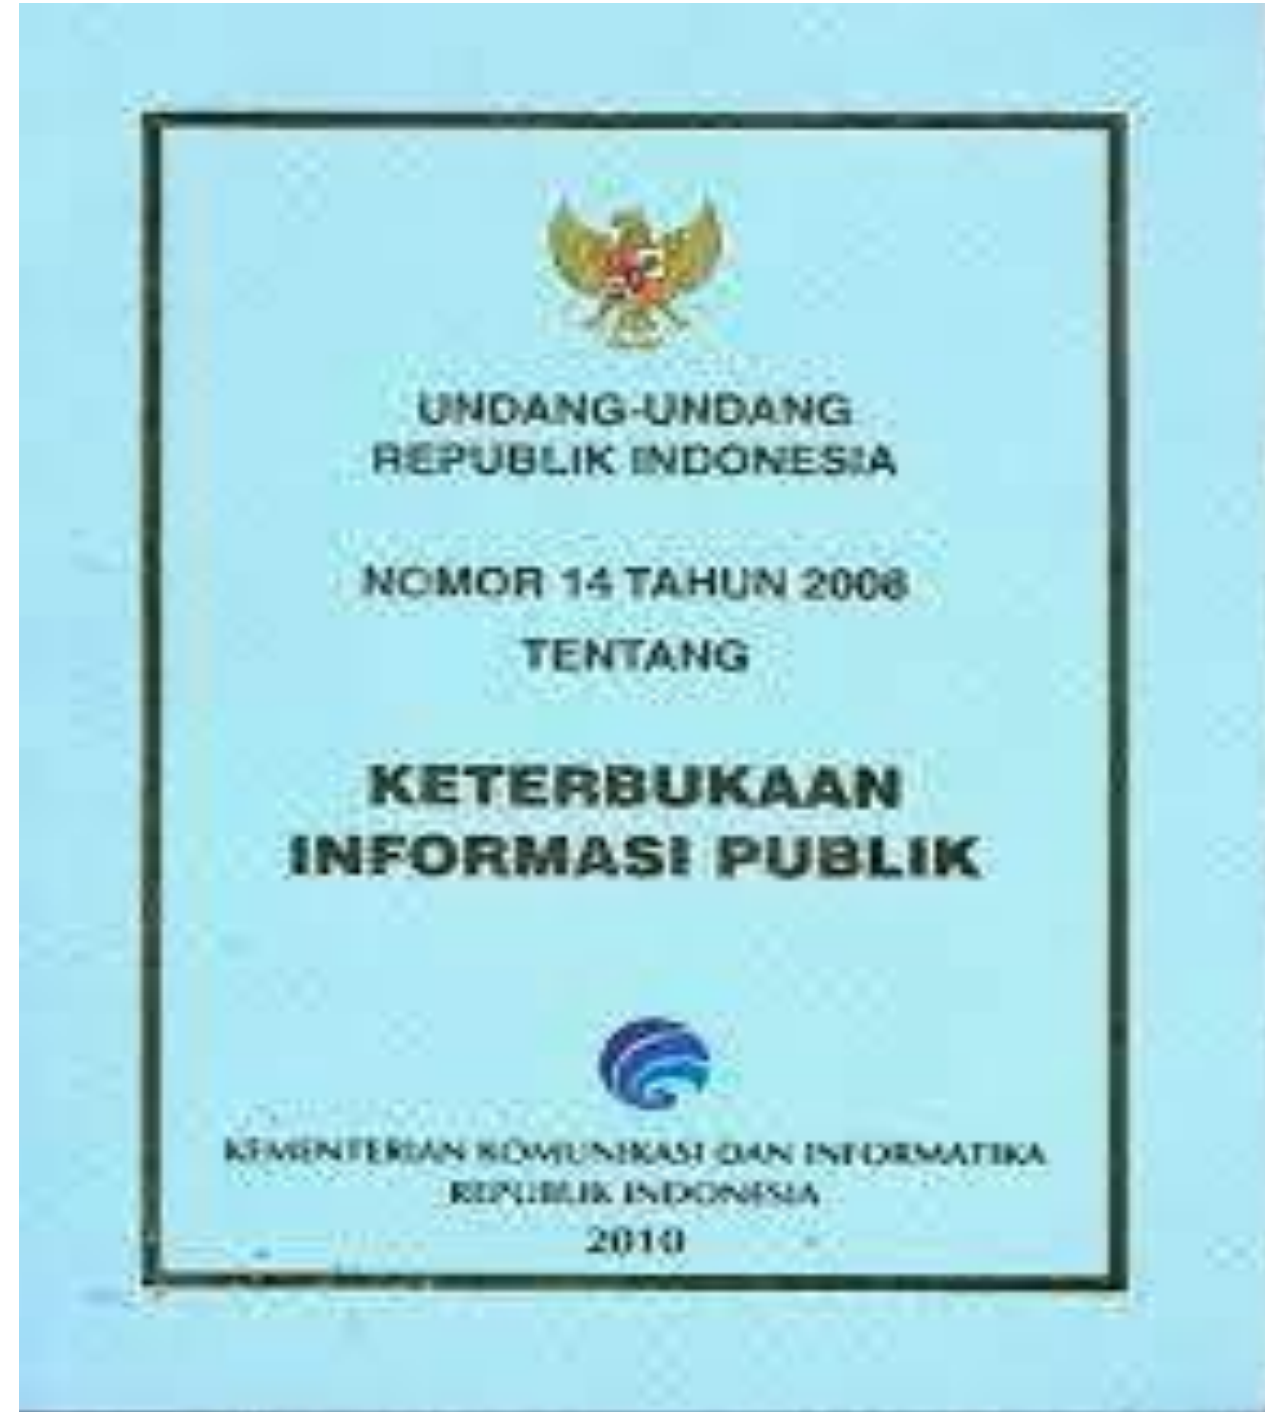 UNDANG-UNDANG
REPUBLIK INDONESIA
NOMOR 14 TAHUN 2008
TENTANG
KETERBUKAAN
INFORMASI PUBLIK
KEMENTERIAN KOMUNIKASI DAN INFORMATIKA
REPUBLIK INDONESIA
2010